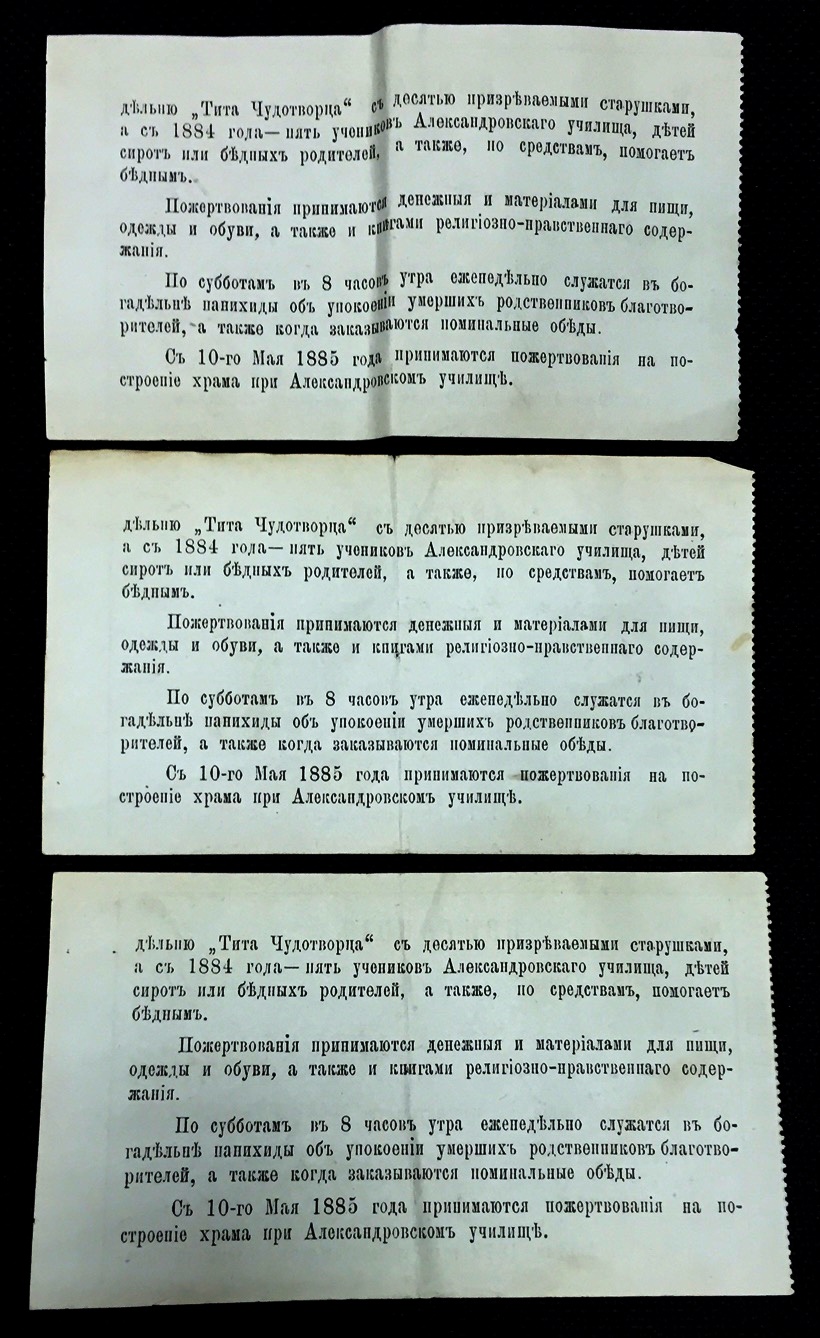 дѣльню „Тита Чудотворца“ съ десятью призрѣваемыми старушками,
а съ 1884 года— пять учениковъ Александровскаго училища, дѣтей
сиротъ или бѣдныхъ родителей, а также, по средствамъ, помогаетъ
бѣднымъ.
Пожертвованія принимаются денежныя и матеріалами для пищи,
одежды и обуви, а также и книгами религіозно-нравственнаго содер-
жанія.
По субботамъ въ 8 часовъ утра еженедѣльно служатся въ бо-
гадѣльнѣ панихиды объ упокоеніи умершихъ родственниковъ благотво-
рителей, а также когда заказываются поминальные обѣды.
Съ 10-го Мая 1885 года принимаются пожертвованія на по-
строеніе храма при Александровскомъ училищѣ.
дѣльню „Тита Чудотворца“ съ десятью призрѣваемыми старушками,
а съ 1884 года— пять учениковъ Александровскаго училища, дѣтей
сиротъ или бѣдныхъ родителей, а также, по средствамъ, помогаетъ
бѣднымъ.
Пожертвованія принимаются денежныя и матеріалами для пищи,
одежды и обуви, а также и книгами религіозно-нравственнаго содер-
жанія.
По субботамъ въ 8 часовъ утра еженедѣльно служатся въ бо-
гадѣльнѣ панихиды объ упокоеніи умершихъ родственниковъ благотво-
рителей, а также когда заказываются поминальные обѣды.
Съ 10-го Мая 1885 года принимаются пожертвованія на по-
строеніе храма при Александровскомъ училищѣ.
дѣльню „Тита Чудотворца“ съ десятью призрѣваемыми старушками,
а съ 1884 года— пять учениковъ Александровскаго училища, дѣтей
сиротъ или бѣдныхъ родителей, а также, по средствамъ, помогаетъ
бѣднымъ.
Пожертвованія принимаются денежныя и матеріалами для пищи,
одежды и обуви, а также и книгами религіозно-нравственнаго содер-
жанія.
По субботамъ въ 8 часовъ утра еженедѣльно служатся въ бо-
гадѣльнѣ панихиды объ упокоеніи умершихъ родственниковъ благотво-
рителей, а также когда заказываются поминальные обѣды.
Съ 10-го Мая 1885 года принимаются пожертвованія на по-
строеніе храма при Александровскомъ училищѣ.